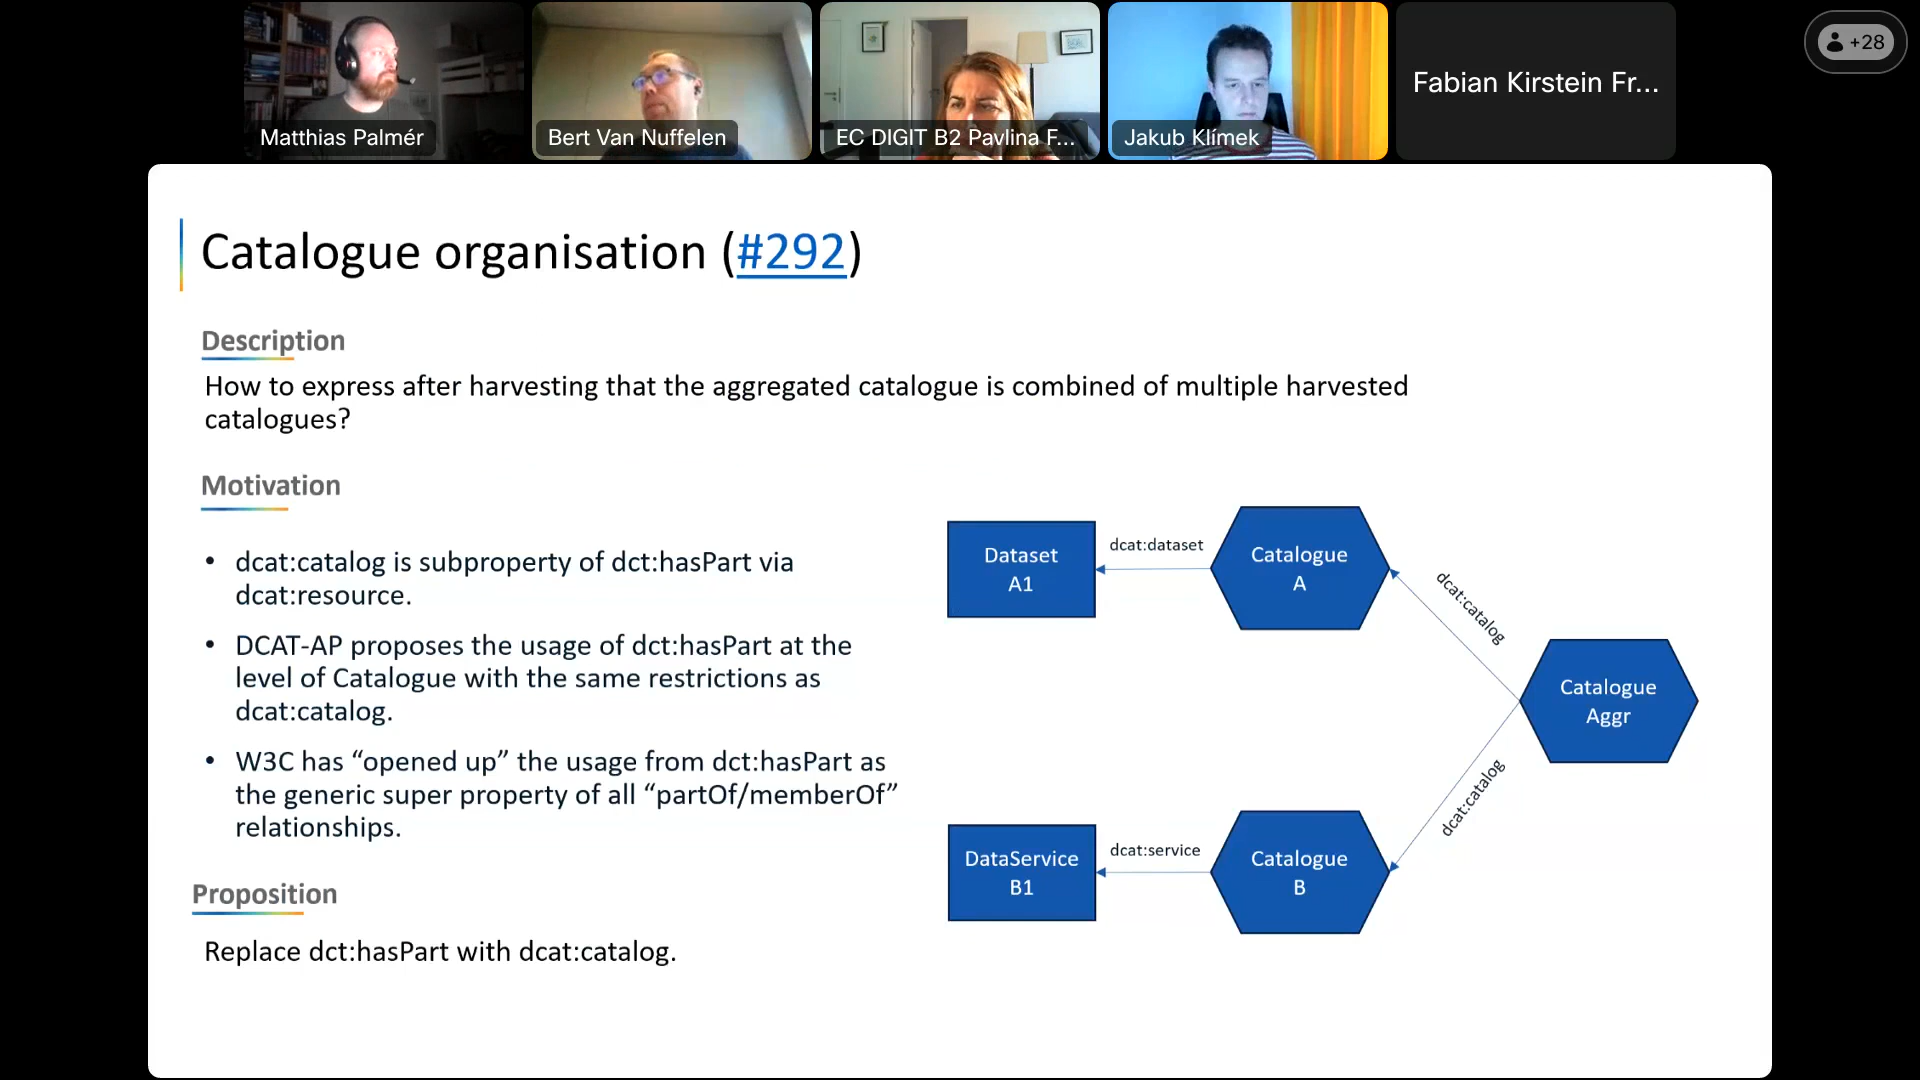 Matthias Palmér
Bert Van Nuffelen
EC DIGIT B2 Pavlina F...
Jakub Klímek
Fabian Kirstein Fr...
+28
Catalogue organisation (#292)
Description
How to express after harvesting that the aggregated catalogue is combined of multiple harvested
catalogues?
Motivation
• dcat:catalog is subproperty of dct:hasPart via
dcat:resource.
• DCAT-AP proposes the usage of dct:hasPart at the
level of Catalogue with the same restrictions as
dcat:catalog.
• W3C has “opened up” the usage from dct:hasPart as
the generic super property of all “partOf/memberOf”
relationships.
Proposition
Replace dct:hasPart with dcat:catalog.
Dataset
A1
dcat:dataset
Catalogue
A
dcat:catalog
Catalogue
Aggr
dcat:catalog
DataService
B1
dcat:service
Catalogue
B